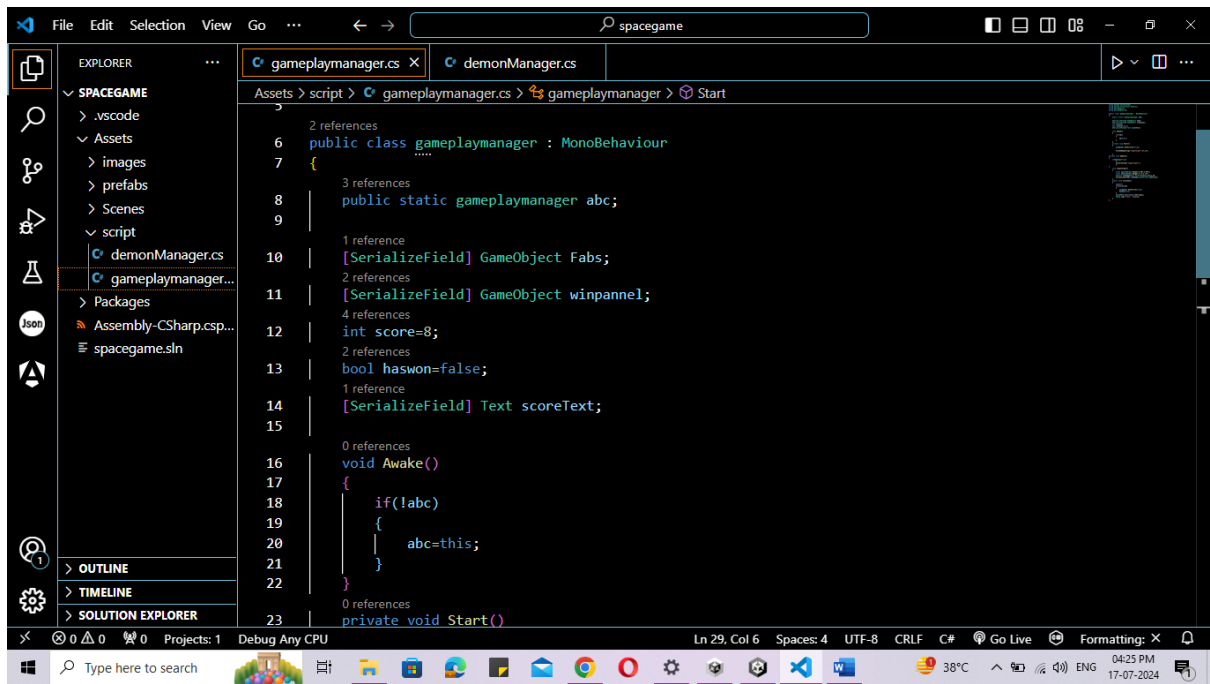 File Edit Selection View Go ··· ← → spacegame
EXPLORER ···
SPACEGAME
.vscode
Assets
images
prefabs
Scenes
script
C# demonManager.cs
C# gameplaymanager...
Packages
Assembly-CSharp.csp...
spacegame.sln
Json
1
OUTLINE
TIMELINE
SOLUTION EXPLORER
C# gameplaymanager.cs × C# demonManager.cs
Assets > script > C# gameplaymanager.cs > gameplaymanager > Start
5
2 references
6 public class gameplaymanager : MonoBehaviour
7 {
3 references
8 public static gameplaymanager abc;
9
1 reference
10 [SerializeField] GameObject Fabs;
2 references
11 [SerializeField] GameObject winpannel;
4 references
12 int score=8;
2 references
13 bool haswon=false;
1 reference
14 [SerializeField] Text scoreText;
15
0 references
16 void Awake()
17 {
18 if(!abc)
19 {
20 abc=this;
21 }
22 }
0 references
23 private void Start()
0 0 0 Projects: 1 Debug Any CPU Ln 29, Col 6 Spaces: 4 UTF-8 CRLF C# Go Live Formatting: ×
Type here to search 38°C ENG 04:25 PM
17-07-2024